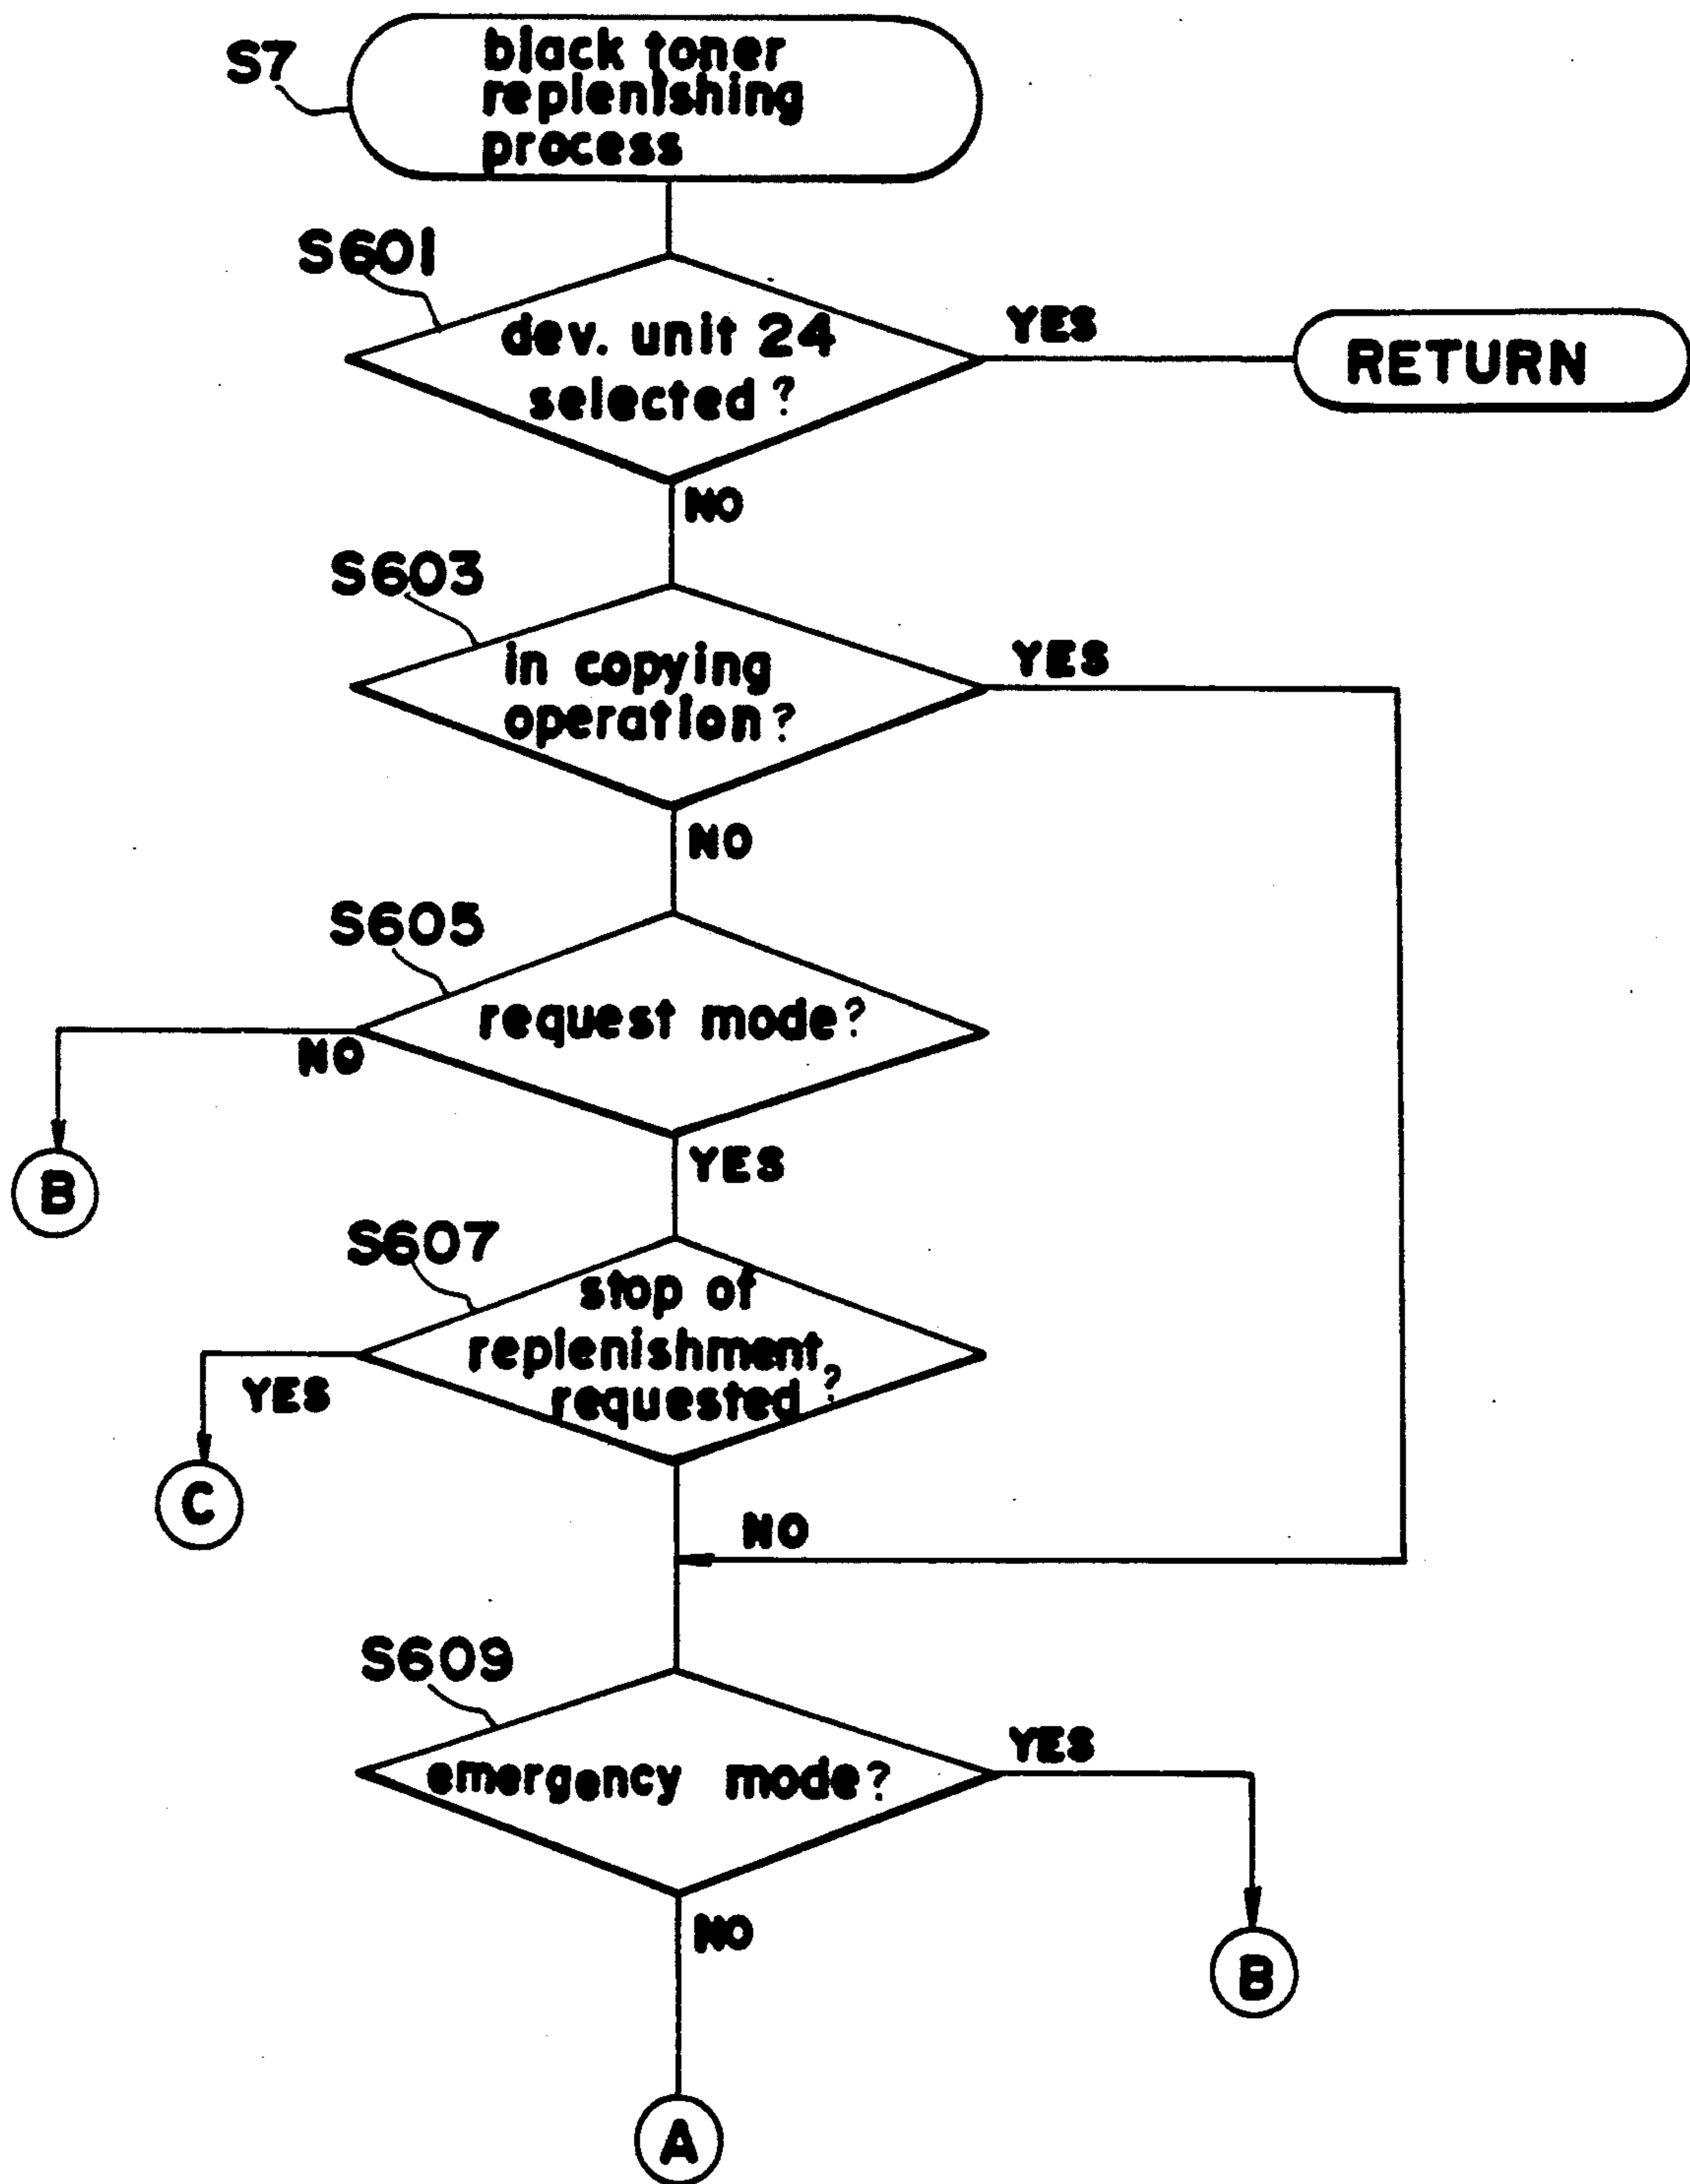 S7
black toner
replenishing
process
S601
dev. unit 24
selected?
YES
RETURN
NO
S603
in copying
operation?
YES
NO
S605
request mode?
NO
B
YES
S607
stop of
replenishment
requested?
YES
C
NO
S609
emergency mode?
YES
B
NO
A